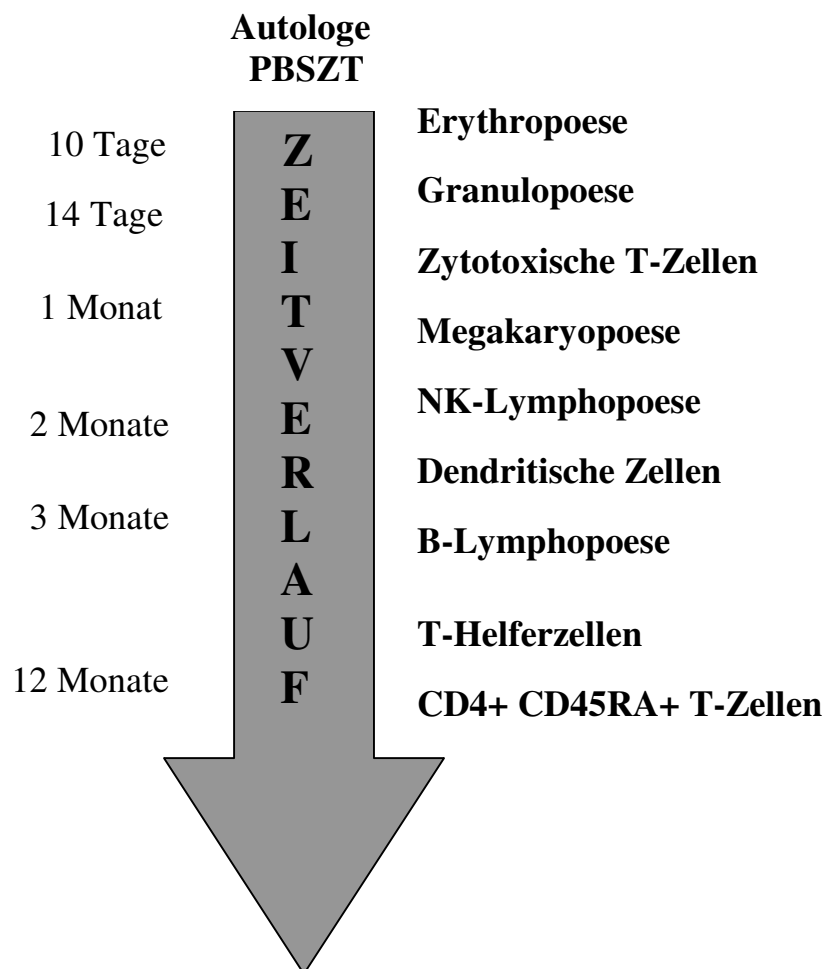 Autologe
PBSZT
10 Tage
14 Tage
1 Monat
2 Monate
3 Monate
12 Monate
Z
E
I
T
V
E
R
L
A
U
F
Erythropoese
Granulopoese
Zytotoxische T-Zellen
Megakaryopoese
NK-Lymphopoese
Dendritische Zellen
B-Lymphopoese
T-Helferzellen
CD4+ CD45RA+ T-Zellen